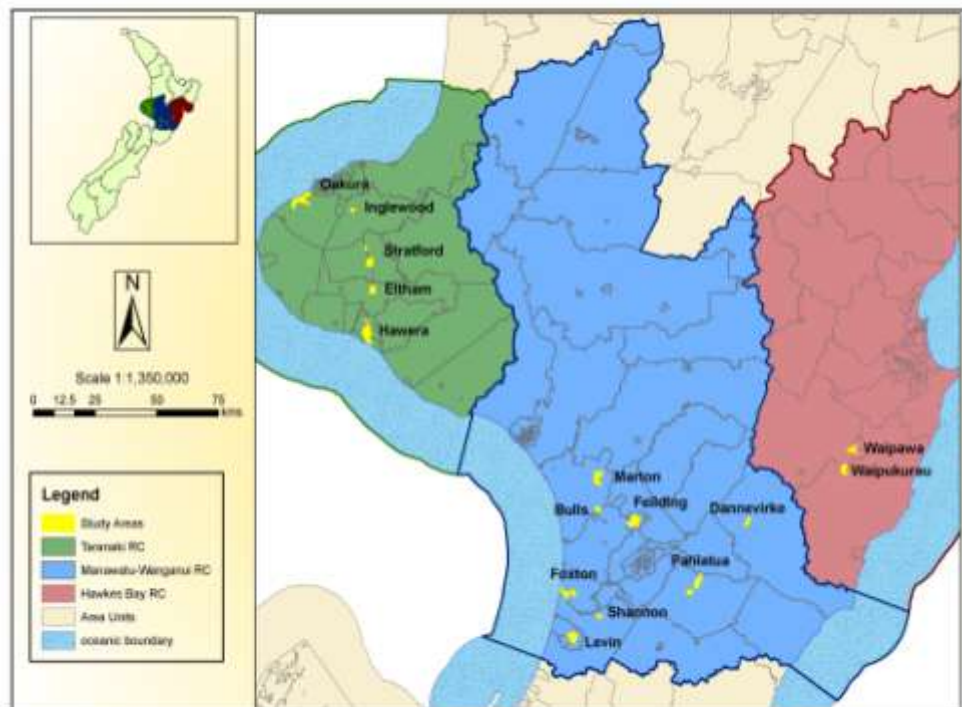 N
Scale 1:1,350,000
0 12.5 25 50 75
kms
Legend
Study Areas
Taranaki RC
Manawatu-Wanganui RC
Hawkes Bay RC
Area Units
oceanic boundary
Oakura
Inglewood
Stratford
Eltham
Hawera
Waipawa
Waipukurau
Marton
Bulls
Feilding
Dannevirke
Pahiatua
Foxton
Shannon
Levin